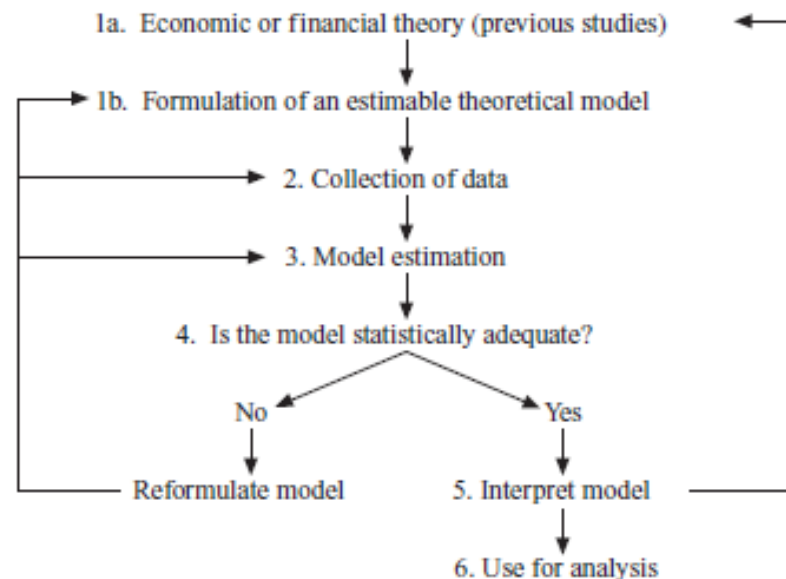 1a. Economic or financial theory (previous studies)
1b. Formulation of an estimable theoretical model
2. Collection of data
3. Model estimation
4. Is the model statistically adequate?
No
Yes
Reformulate model
5. Interpret model
6. Use for analysis